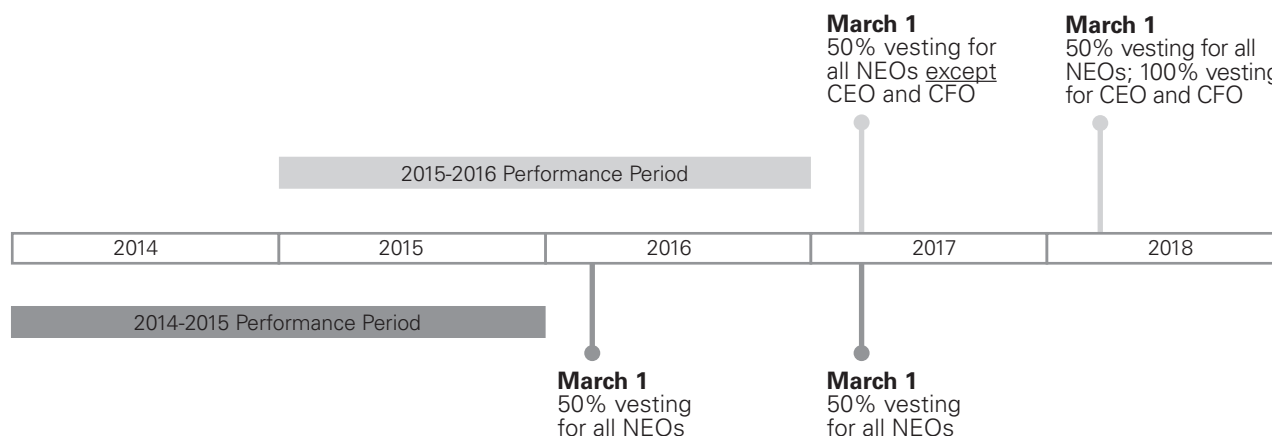 March 1
50% vesting for
all NEOs except
CEO and CFO
March 1
50% vesting for all
NEOs; 100% vesting
for CEO and CFO
2015-2016 Performance Period
2014 2015 2016 2017 2018
2014-2015 Performance Period
March 1
50% vesting
for all NEOs
March 1
50% vesting
for all NEOs